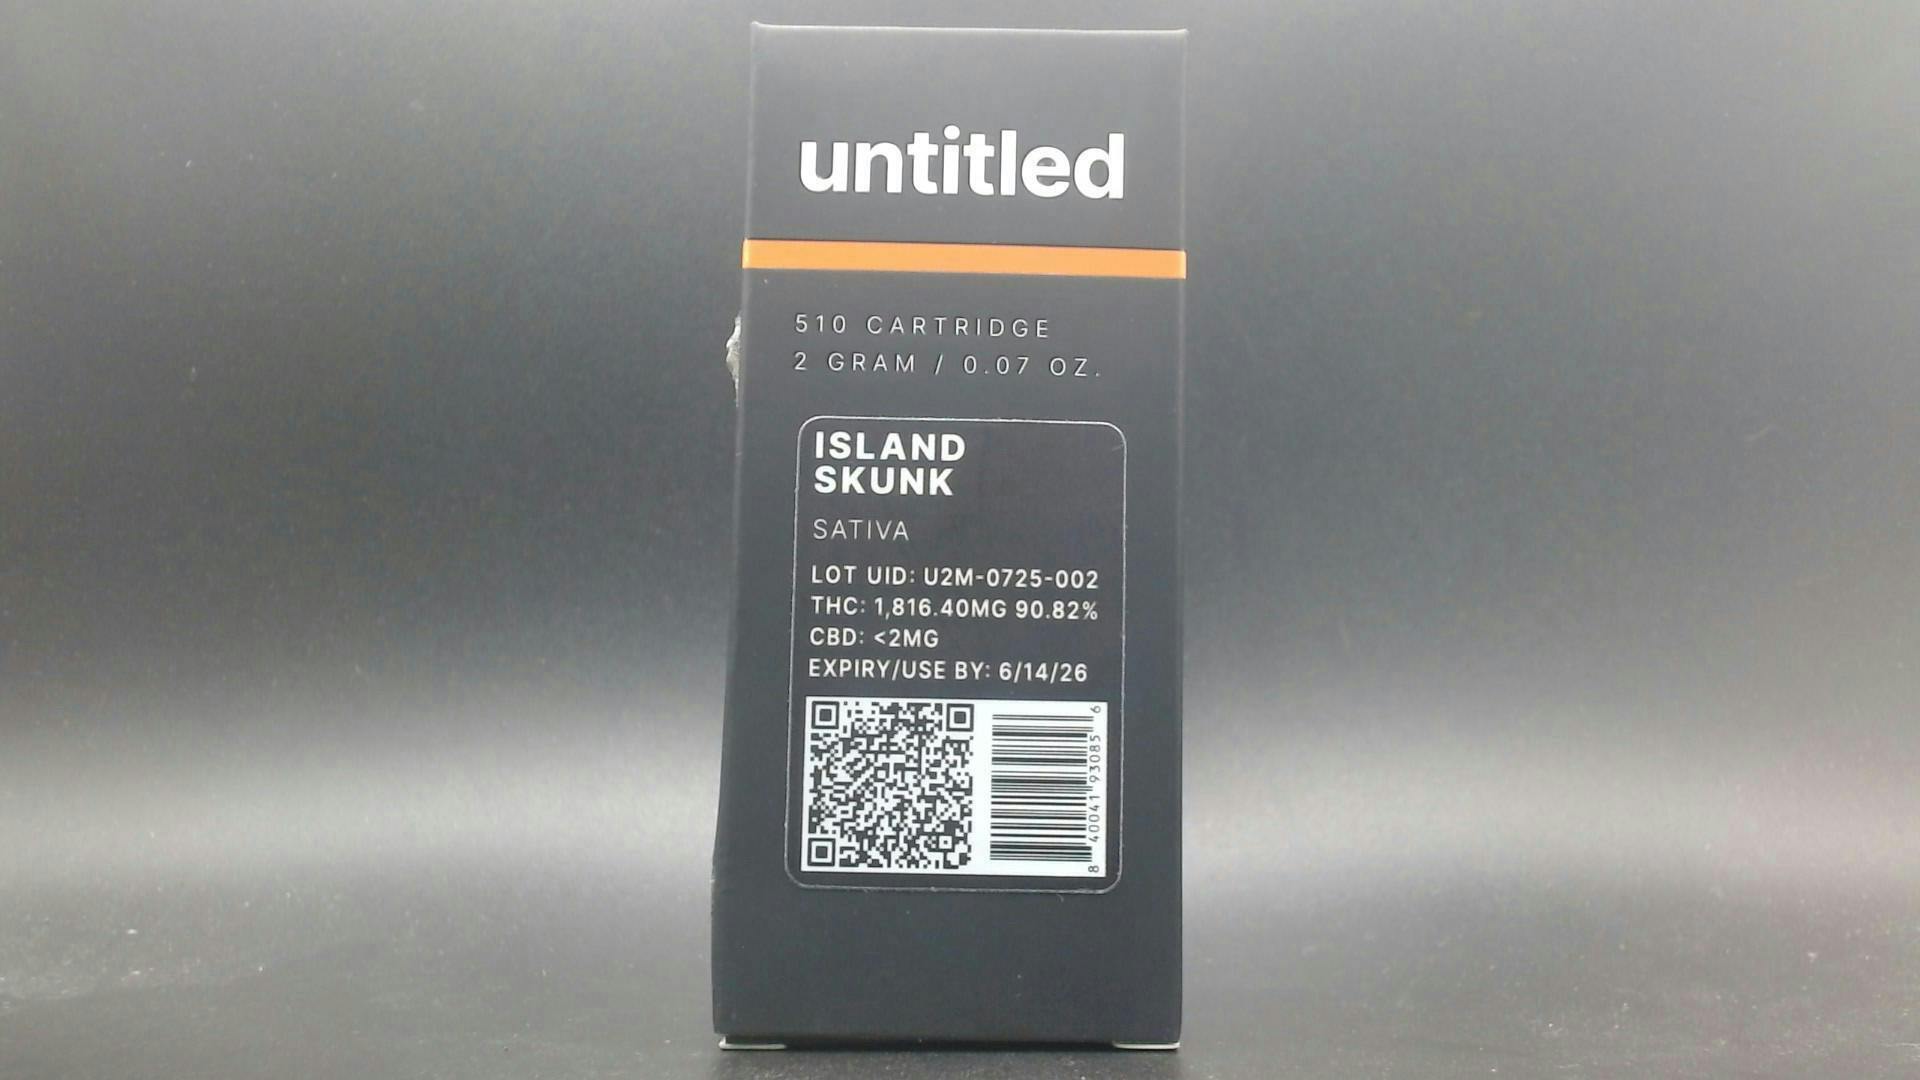 untitled
510 CARTRIDGE
2 GRAM / 0.07 OZ.
ISLAND
SKUNK
SATIVA
LOT UID: U2M-0725-002
THC: 1,816.40MG 90.82%
CBD: <2MG
EXPIRY/USE BY: 6/14/26
8 40041 93085 6